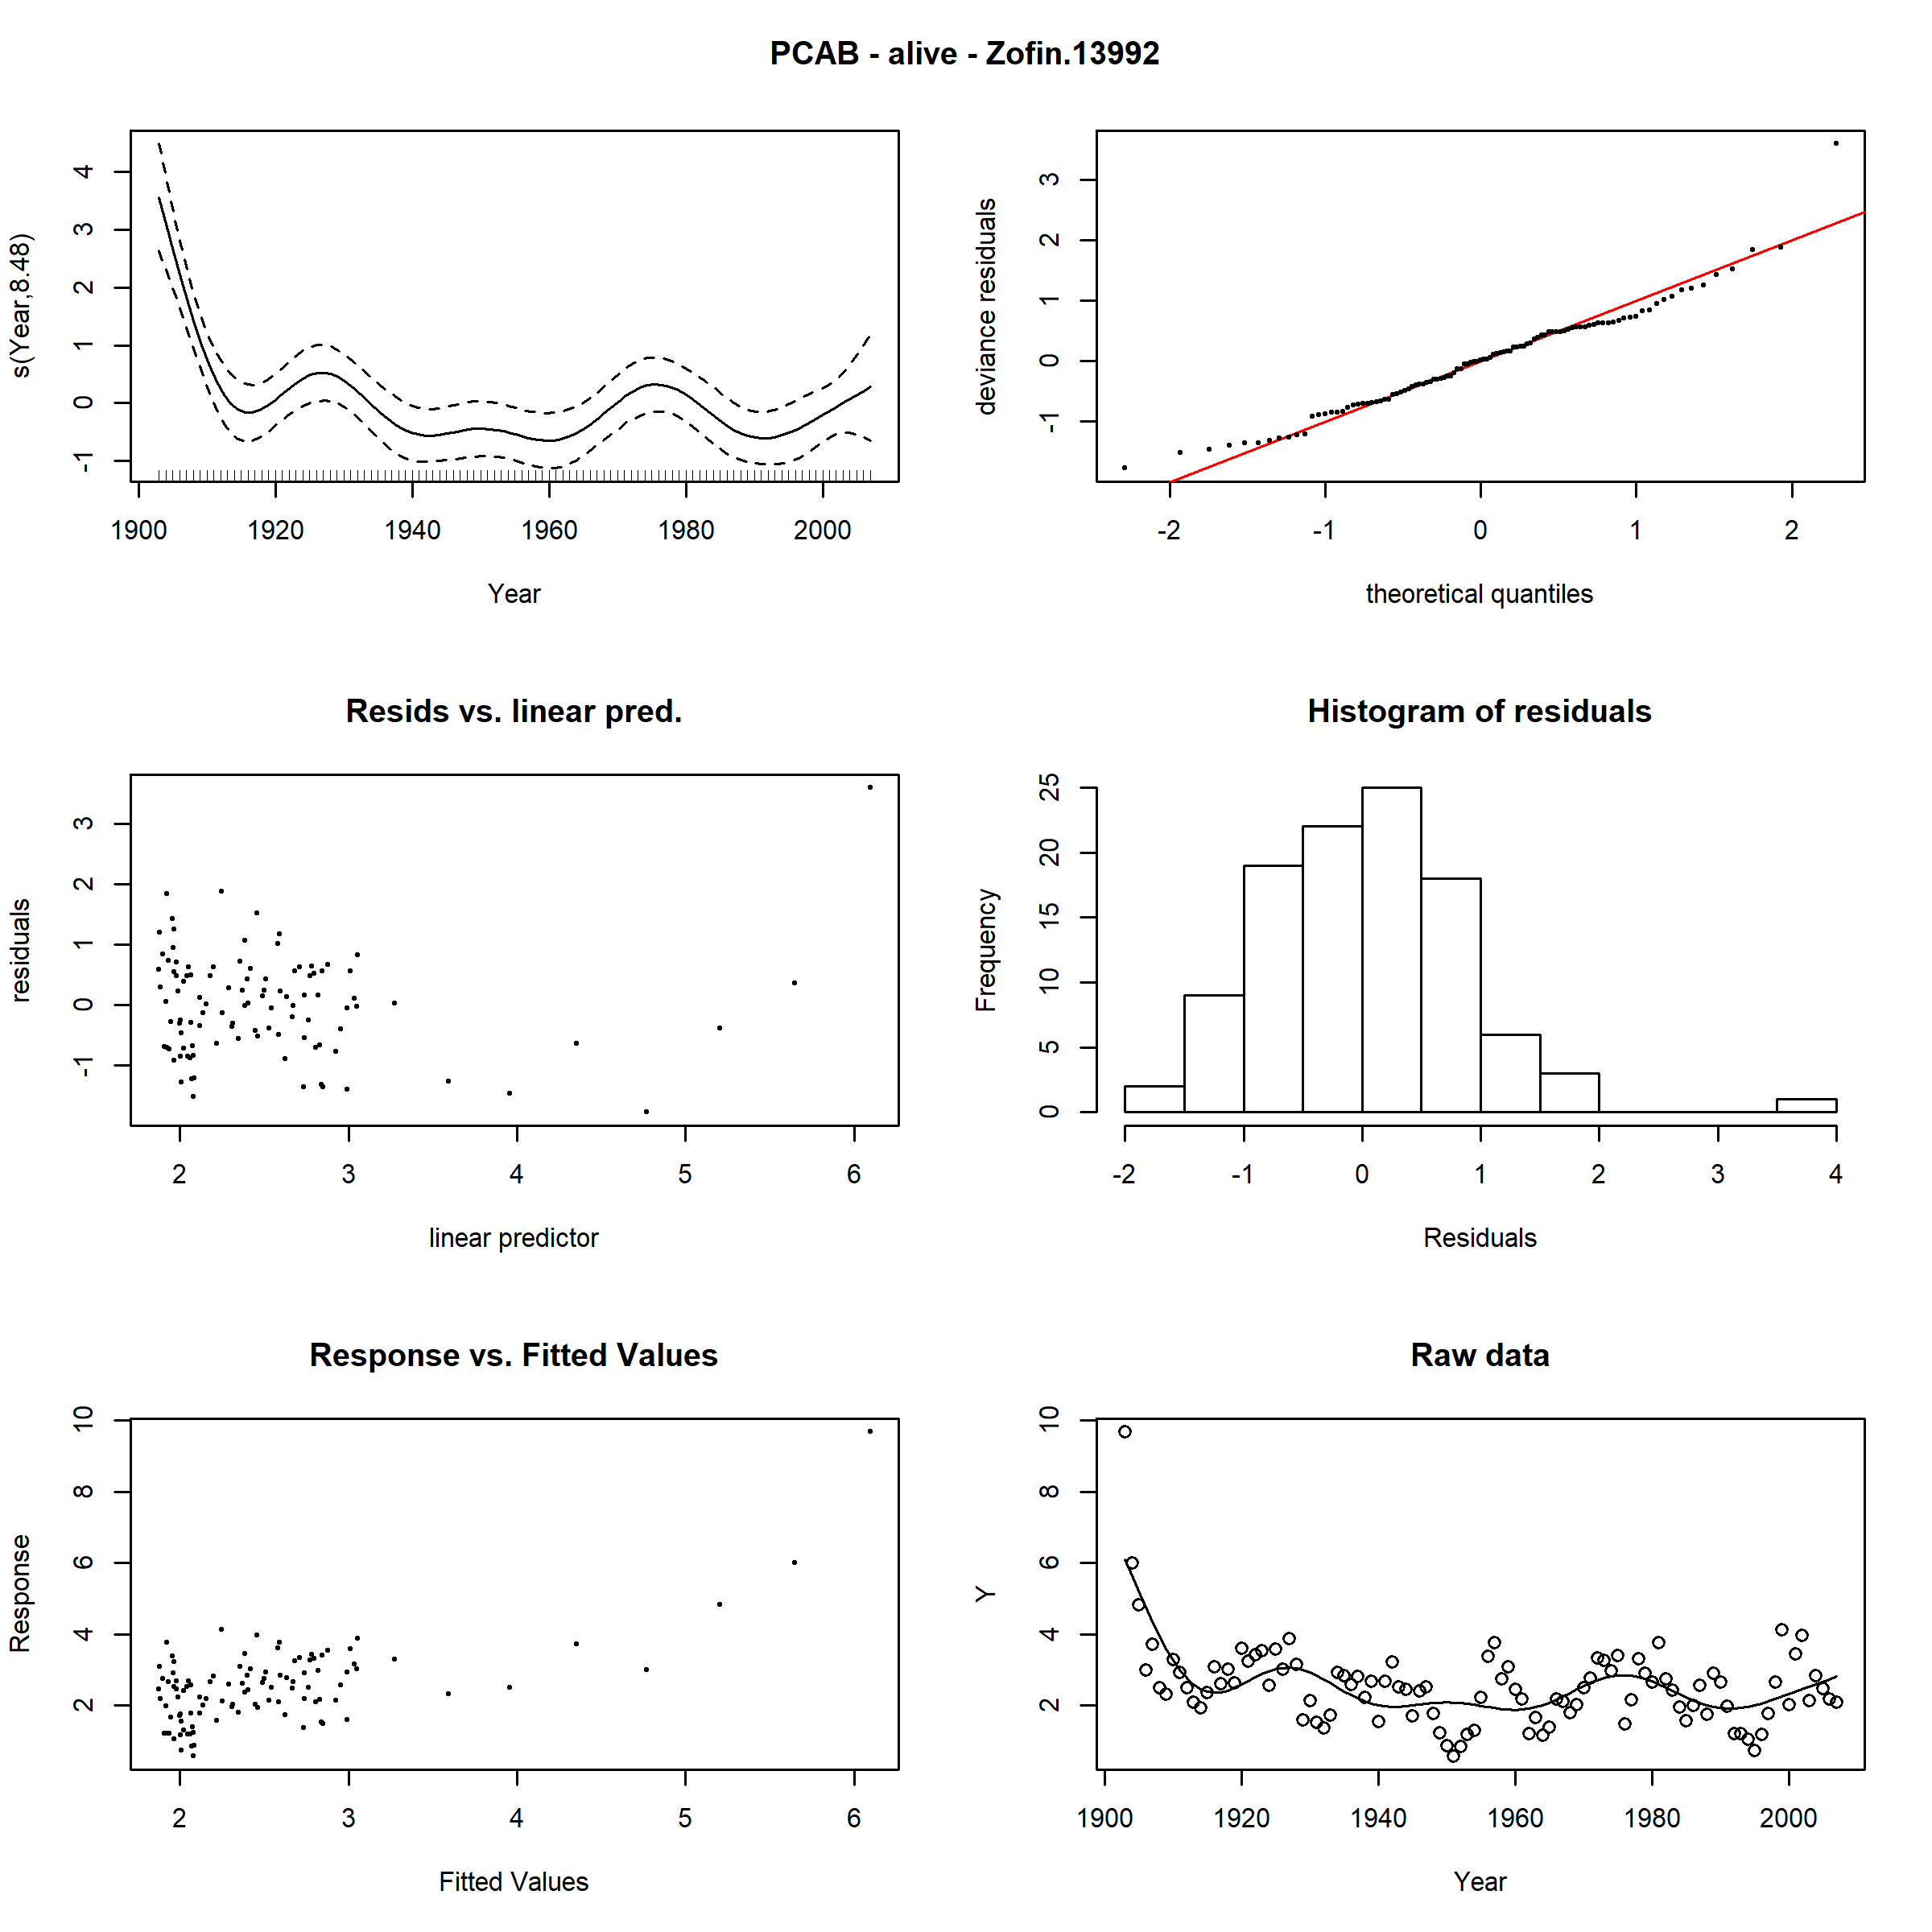 PCAB - alive - Zofin.13992
s(Year,8.48)
4
3
2
1
0
-1
1900 1920 1940 1960 1980 2000
Year
deviance residuals
3
2
1
0
-1
-2 -1 0 1 2
theoretical quantiles
Resids vs. linear pred.
residuals
3
2
1
0
-1
2 3 4 5 6
linear predictor
Histogram of residuals
Frequency
25
20
15
10
5
0
-2 -1 0 1 2 3 4
Residuals
Response vs. Fitted Values
Response
10
8
6
4
2
2 3 4 5 6
Fitted Values
Raw data
Y
10
8
6
4
2
1900 1920 1940 1960 1980 2000
Year